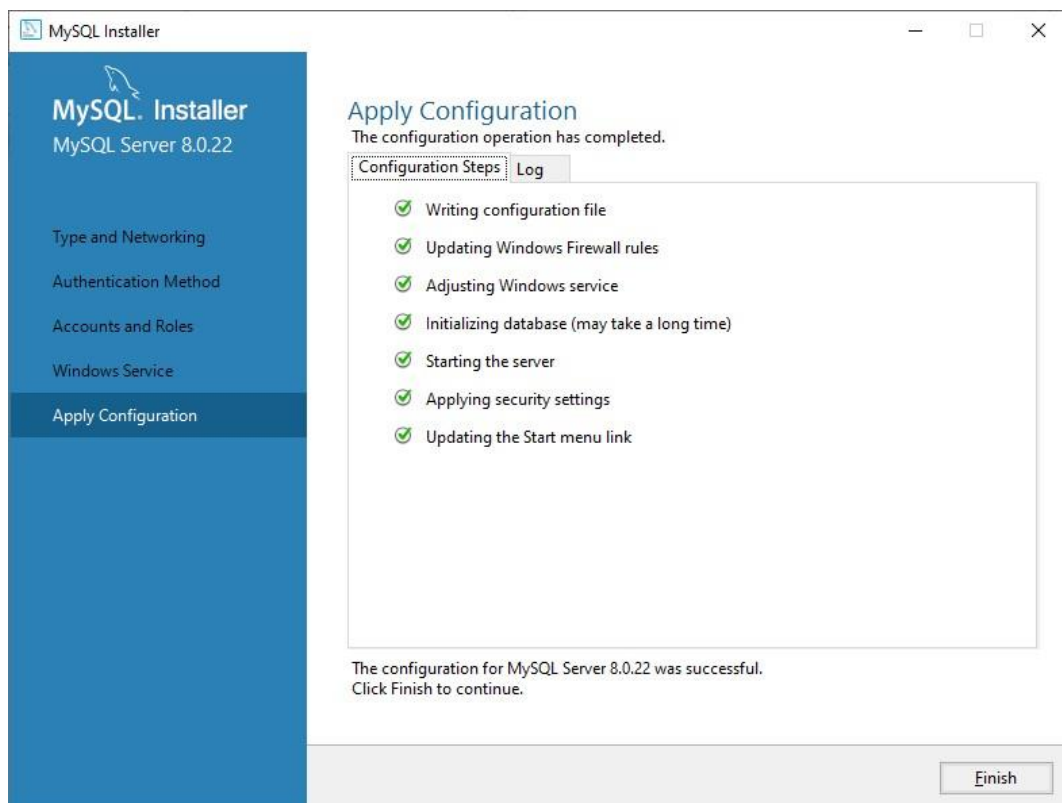 MySQL Installer
MySQL. Installer
MySQL Server 8.0.22
Type and Networking
Authentication Method
Accounts and Roles
Windows Service
Apply Configuration
Apply Configuration
The configuration operation has completed.
Configuration Steps
Log
Writing configuration file
Updating Windows Firewall rules
Adjusting Windows service
Initializing database (may take a long time)
Starting the server
Applying security settings
Updating the Start menu link
The configuration for MySQL Server 8.0.22 was successful.
Click Finish to continue.
Finish